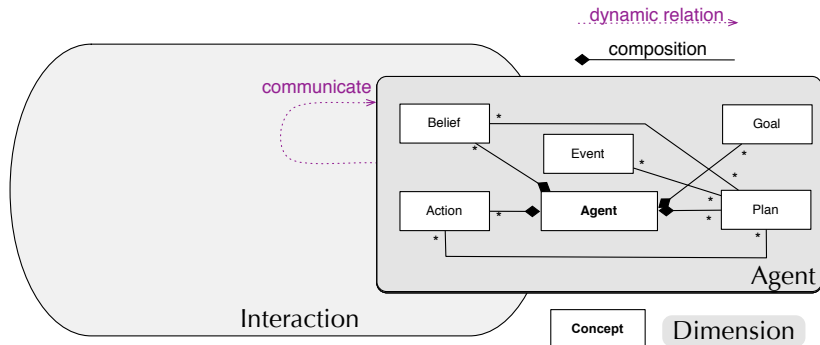 dynamic relation
composition
communicate
Belief
*
Goal
*
*
Event
*
*
*
Action
*
Agent
*
*
Plan
*
*
Agent
Interaction
Concept
Dimension